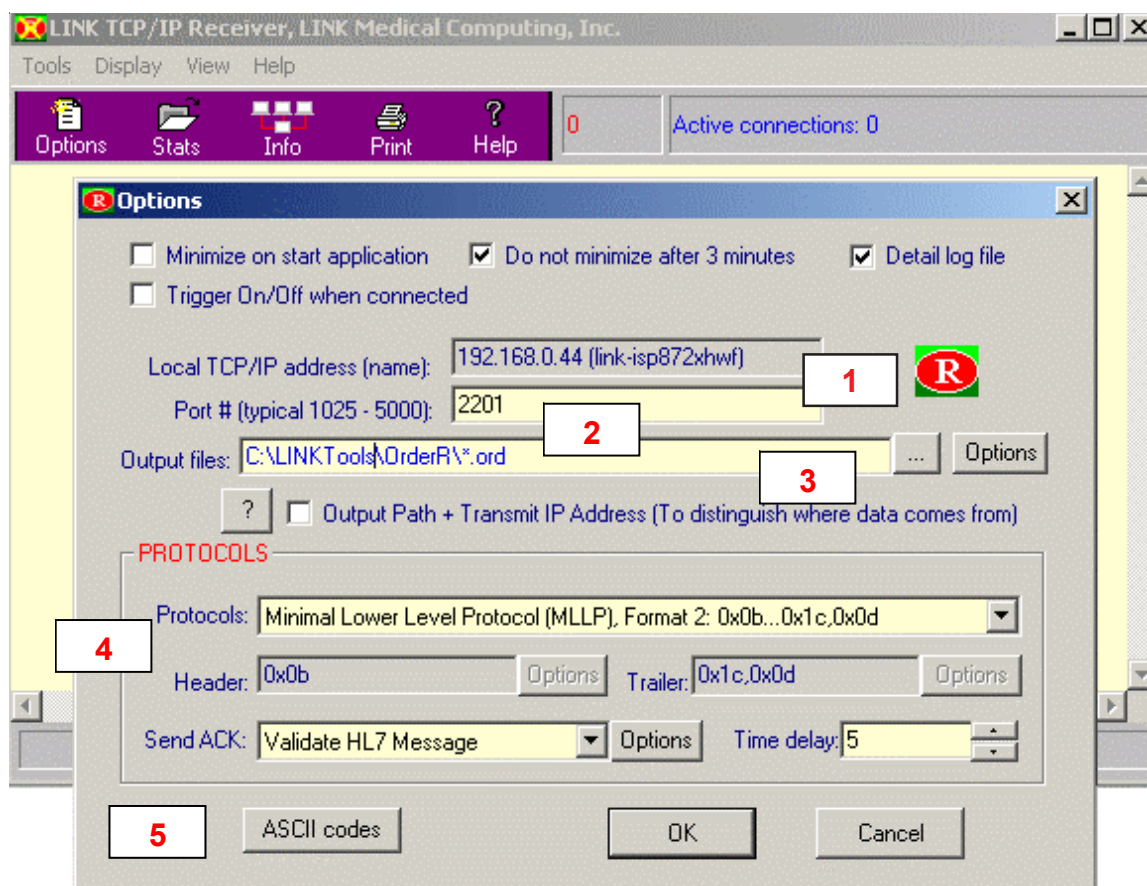 LINK TCP/IP Receiver, LINK Medical Computing, Inc.
Tools Display View Help
Options Stats Info Print Help 0 Active connections: 0
R Options
Minimize on start application Do not minimize after 3 minutes Detail log file
Trigger On/Off when connected
Local TCP/IP address (name): 192.168.0.44 (link-isp872xhwf) 1 R
Port # (typical 1025 - 5000): 2201
2
Output files: C:\LINKTools\OrderR\*.ord ... Options
3
? Output Path + Transmit IP Address (To distinguish where data comes from)
PROTOCOLS
Protocols: Minimal Lower Level Protocol (MLLP), Format 2: 0x0b...0x1c,0x0d
4
Header: 0x0b Options Trailer: 0x1c,0x0d Options
Send ACK: Validate HL7 Message Options Time delay: 5
5 ASCII codes OK Cancel